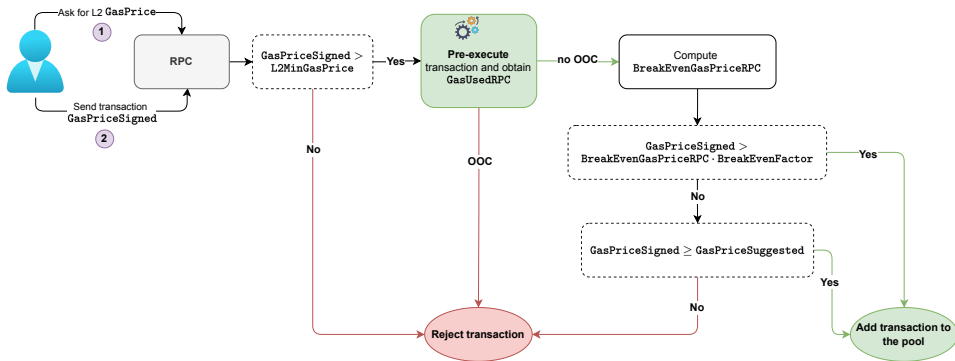 Ask for L2 GasPrice
1
RPC
Send transaction
GasPriceSigned
2
GasPriceSigned >
L2MinGasPrice
Yes
No
Pre-execute
transaction and obtain
GasUsedRPC
no OOC
OOC
Compute
BreakEvenGasPriceRPC
GasPriceSigned >
BreakEvenGasPriceRPC · BreakEvenFactor
Yes
No
GasPriceSigned ≥ GasPriceSuggested
Yes
No
Reject transaction
Add transaction to
the pool